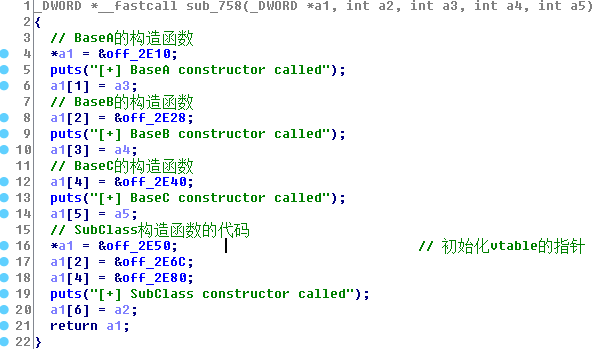 1 _DWORD *__fastcall sub_758(_DWORD *a1, int a2, int a3, int a4, int a5)
2 {
3 // BaseA的构造函数
4 *a1 = &off_2E10;
5 puts("[+] BaseA constructor called");
6 a1[1] = a3;
7 // BaseB的构造函数
8 a1[2] = &off_2E28;
9 puts("[+] BaseB constructor called");
10 a1[3] = a4;
11 // BaseC的构造函数
12 a1[4] = &off_2E40;
13 puts("[+] BaseC constructor called");
14 a1[5] = a5;
15 // SubClass构造函数的代码
16 *a1 = &off_2E50; // 初始化vtable的指针
17 a1[2] = &off_2E6C;
18 a1[4] = &off_2E80;
19 puts("[+] SubClass constructor called");
20 a1[6] = a2;
21 return a1;
22 }